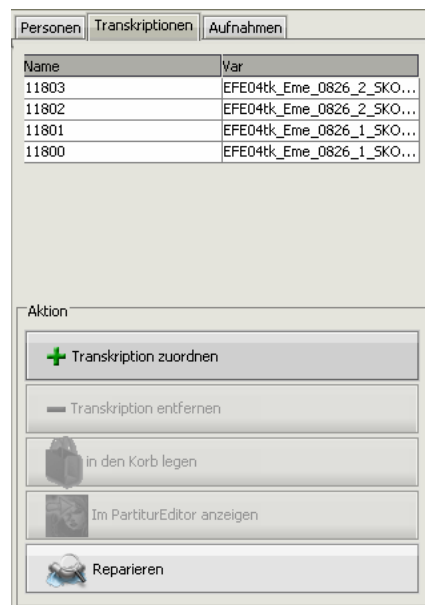 Personen Transkriptionen Aufnahmen
Name Var
11803 EFE04tk_Eme_0826_2_SKO...
11802 EFE04tk_Eme_0826_2_SKO...
11801 EFE04tk_Eme_0826_1_SKO...
11800 EFE04tk_Eme_0826_1_SKO...
Aktion
Transkription zuordnen
Transkription entfernen
in den Korb legen
Im PartiturEditor anzeigen
Reparieren